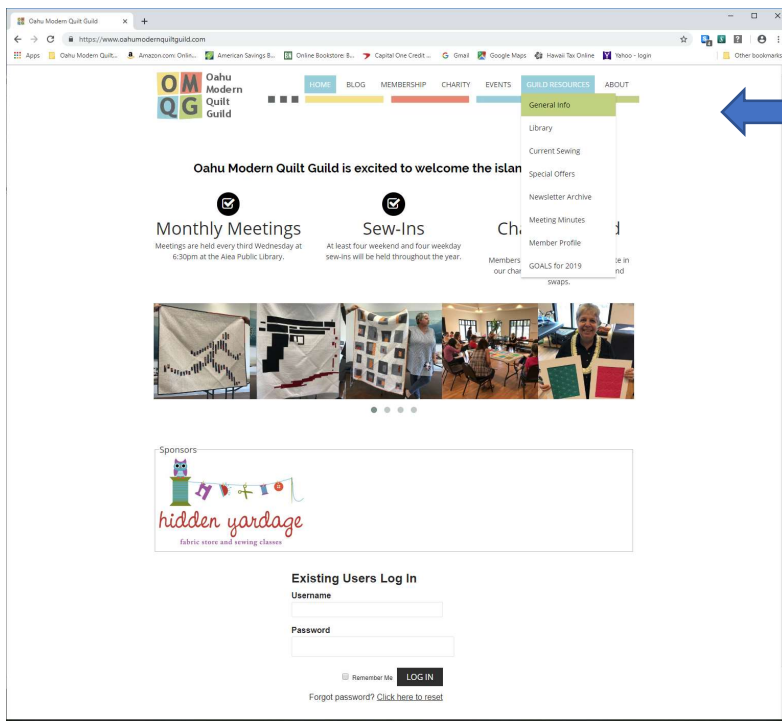 Oahu Modern Quilt Guild
https://www.oahumodernquiltguild.com
Apps Oahu Modern Quilt... Amazon.com: Onlin... American Savings B... Online Bookstore: B... Capital One Credit ... Gmail Google Maps Hawaii Tax Online Yahoo - login Other bookmarks
OM
QG
Oahu
Modern
Quilt
Guild
HOME BLOG MEMBERSHIP CHARITY EVENTS GUILD RESOURCES ABOUT
General Info
Library
Current Sewing
Special Offers
Newsletter Archive
Meeting Minutes
Member Profile
GOALS for 2019
Oahu Modern Quilt Guild is excited to welcome the islan
Monthly Meetings
Meetings are held every third Wednesday at
6:30pm at the Aiea Public Library.
Sew-Ins
At least four weekend and four weekday
sew-ins will be held throughout the year.
Ch d
Members te in
our char nd
swaps.
Sponsors
hidden yardage
fabric store and sewing classes
Existing Users Log In
Username
Password
Remember Me LOG IN
Forgot password? Click here to reset